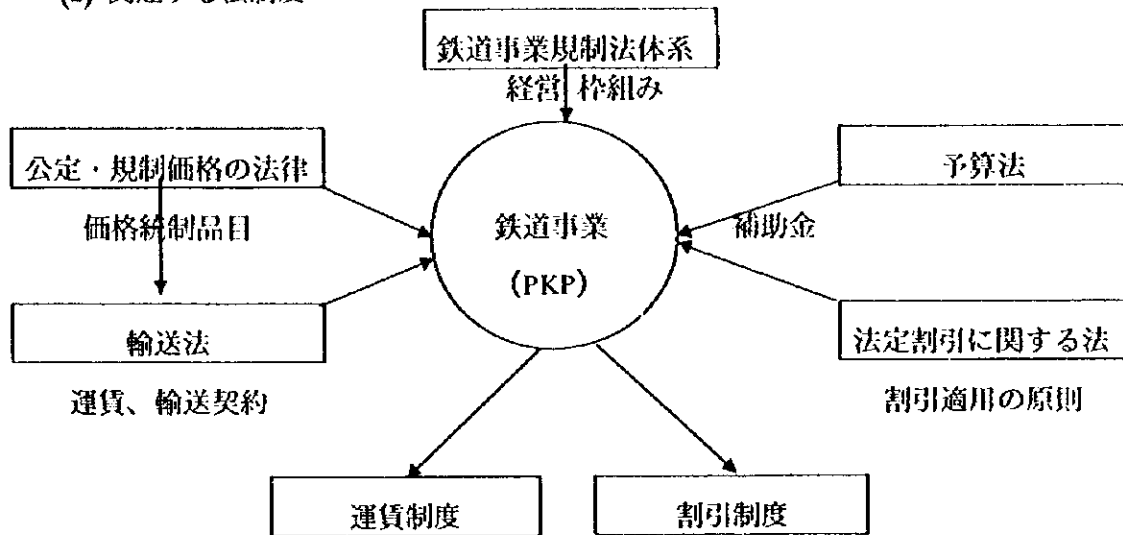 鉄道事業規制法体系
経営 枠組み
公定・規制価格の法律
予算法
価格統制品目
鉄道事業
(PKP)
補助金
輸送法
法定割引に関する法
運賃、輸送契約
割引適用の原則
運賃制度
割引制度